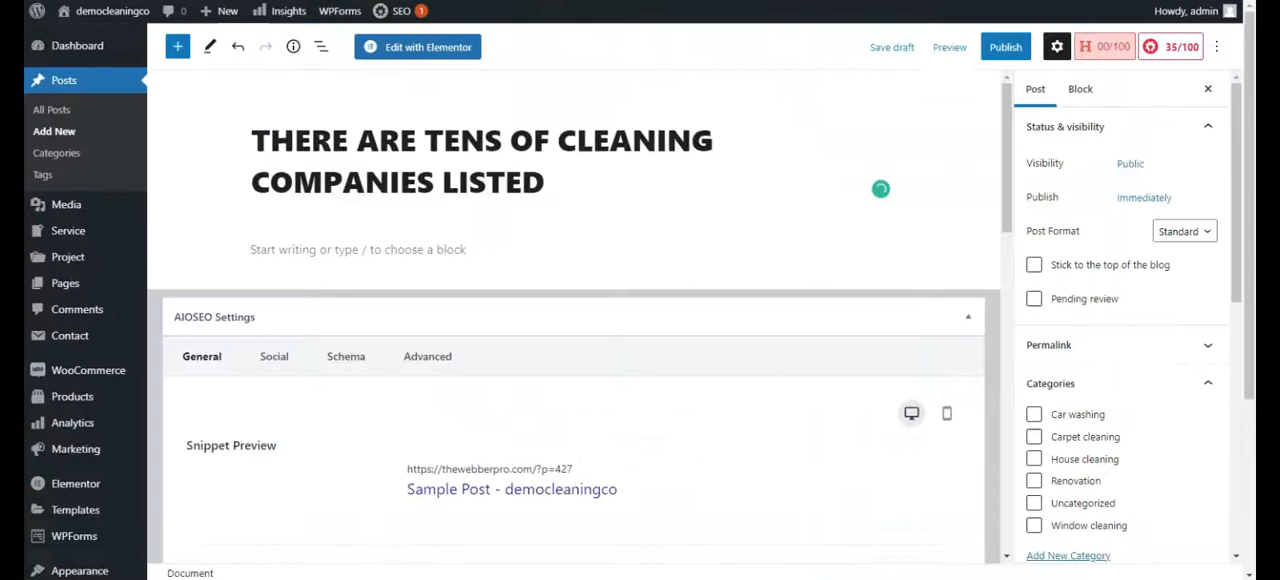 democleaningco 0 + New Insights WPForms SEO 1 Howdy, admin
Dashboard
Posts
All Posts
Add New
Categories
Tags
Media
Service
Project
Pages
Comments
Contact
WooCommerce
Products
Analytics
Marketing
Elementor
Templates
WPForms
Appearance
Edit with Elementor Save draft Preview Publish H 00/100 35/100
THERE ARE TENS OF CLEANING
COMPANIES LISTED
Start writing or type / to choose a block
AIOSEO Settings
General Social Schema Advanced
Snippet Preview
https://thewebberpro.com/?p=427
Sample Post - democleaningco
Document
Post Block
Status & visibility
Visibility Public
Publish Immediately
Post Format Standard
Stick to the top of the blog
Pending review
Permalink
Categories
Car washing
Carpet cleaning
House cleaning
Renovation
Uncategorized
Window cleaning
Add New Category